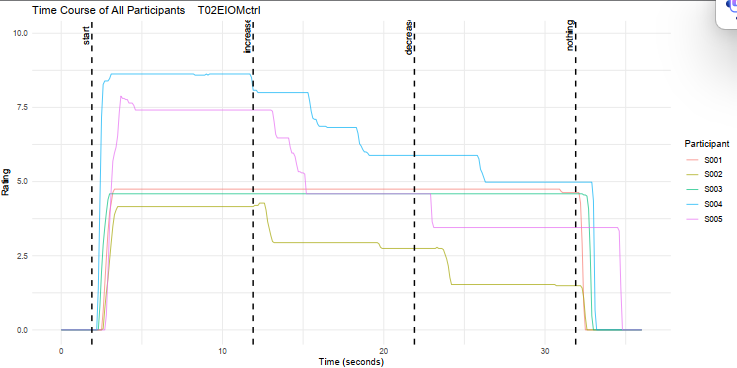 Time Course of All Participants T02EIOMctrl
start
increase
decreas
nothing
10.0
7.5
5.0
2.5
0.0
Rating
0
10
20
30
Time (seconds)
Participant
S001
S002
S003
S004
S005